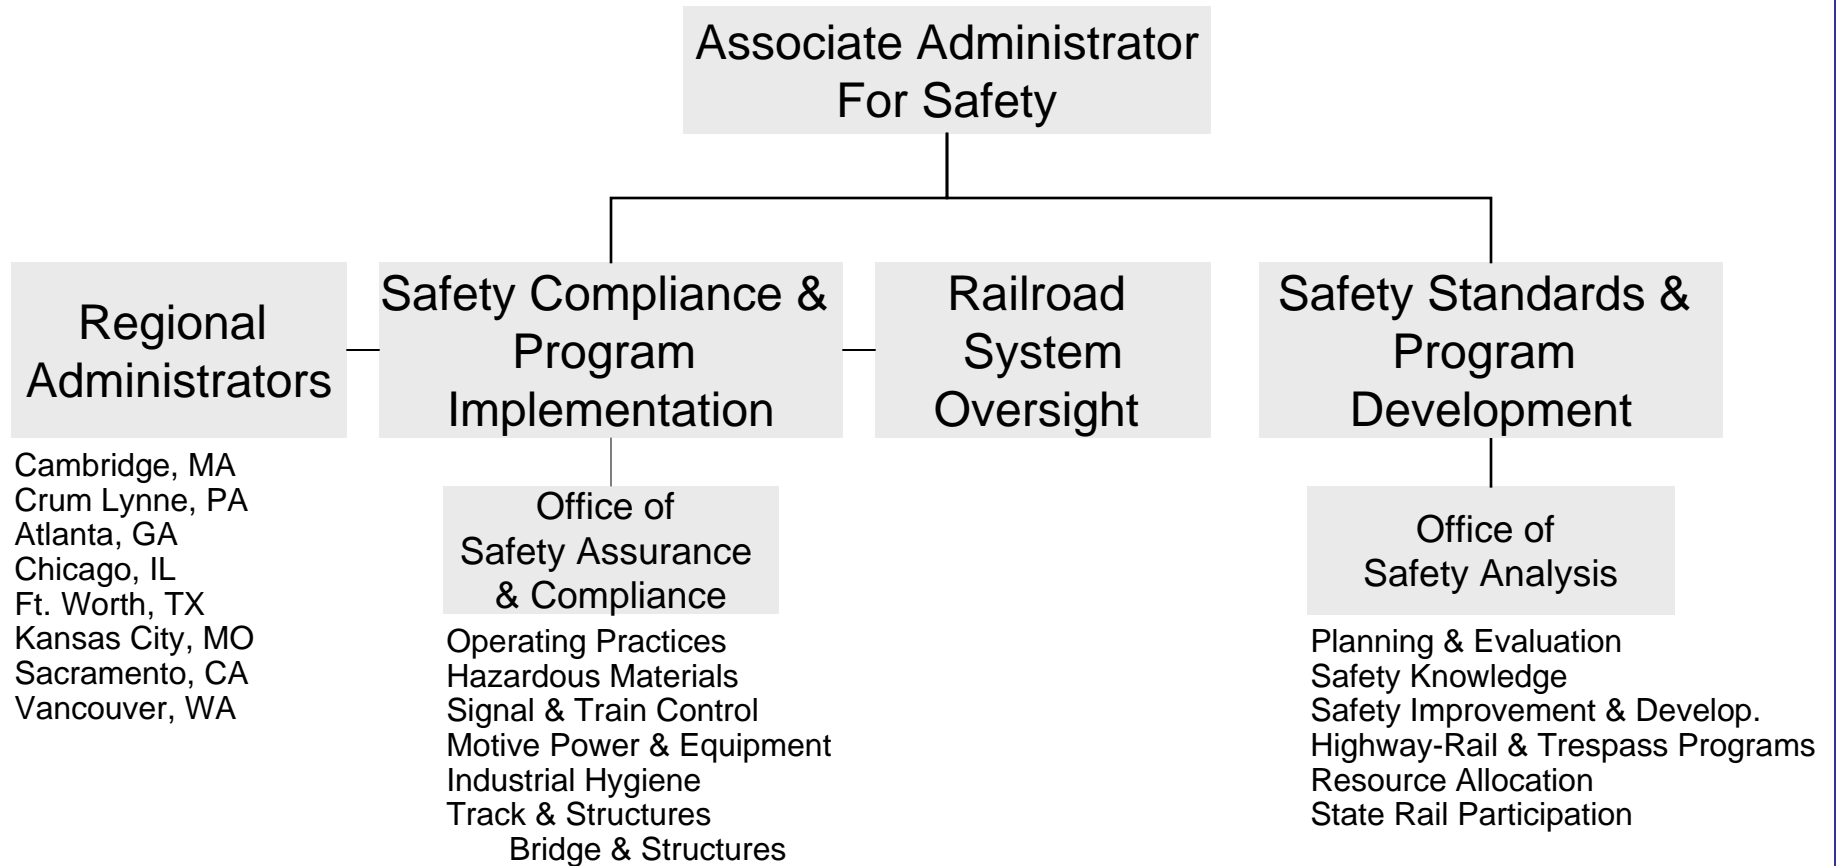 Associate Administrator
For Safety
Regional
Administrators
Safety Compliance &
Program
Implementation
Railroad
System
Oversight
Safety Standards &
Program
Development
Cambridge, MA
Crum Lynne, PA
Atlanta, GA
Chicago, IL
Ft. Worth, TX
Kansas City, MO
Sacramento, CA
Vancouver, WA
Office of
Safety Assurance
& Compliance
Operating Practices
Hazardous Materials
Signal & Train Control
Motive Power & Equipment
Industrial Hygiene
Track & Structures
Bridge & Structures
Office of
Safety Analysis
Planning & Evaluation
Safety Knowledge
Safety Improvement & Develop.
Highway-Rail & Trespass Programs
Resource Allocation
State Rail Participation